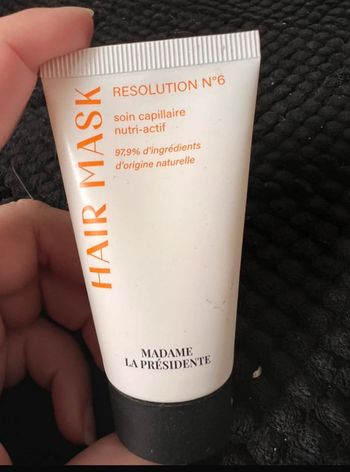 HAIR MASK
RESOLUTION N°6
soin capillaire
nutri-actif
97,9% d'ingrédients
d'origine naturelle
MADAME
LA PRÉSIDENTE